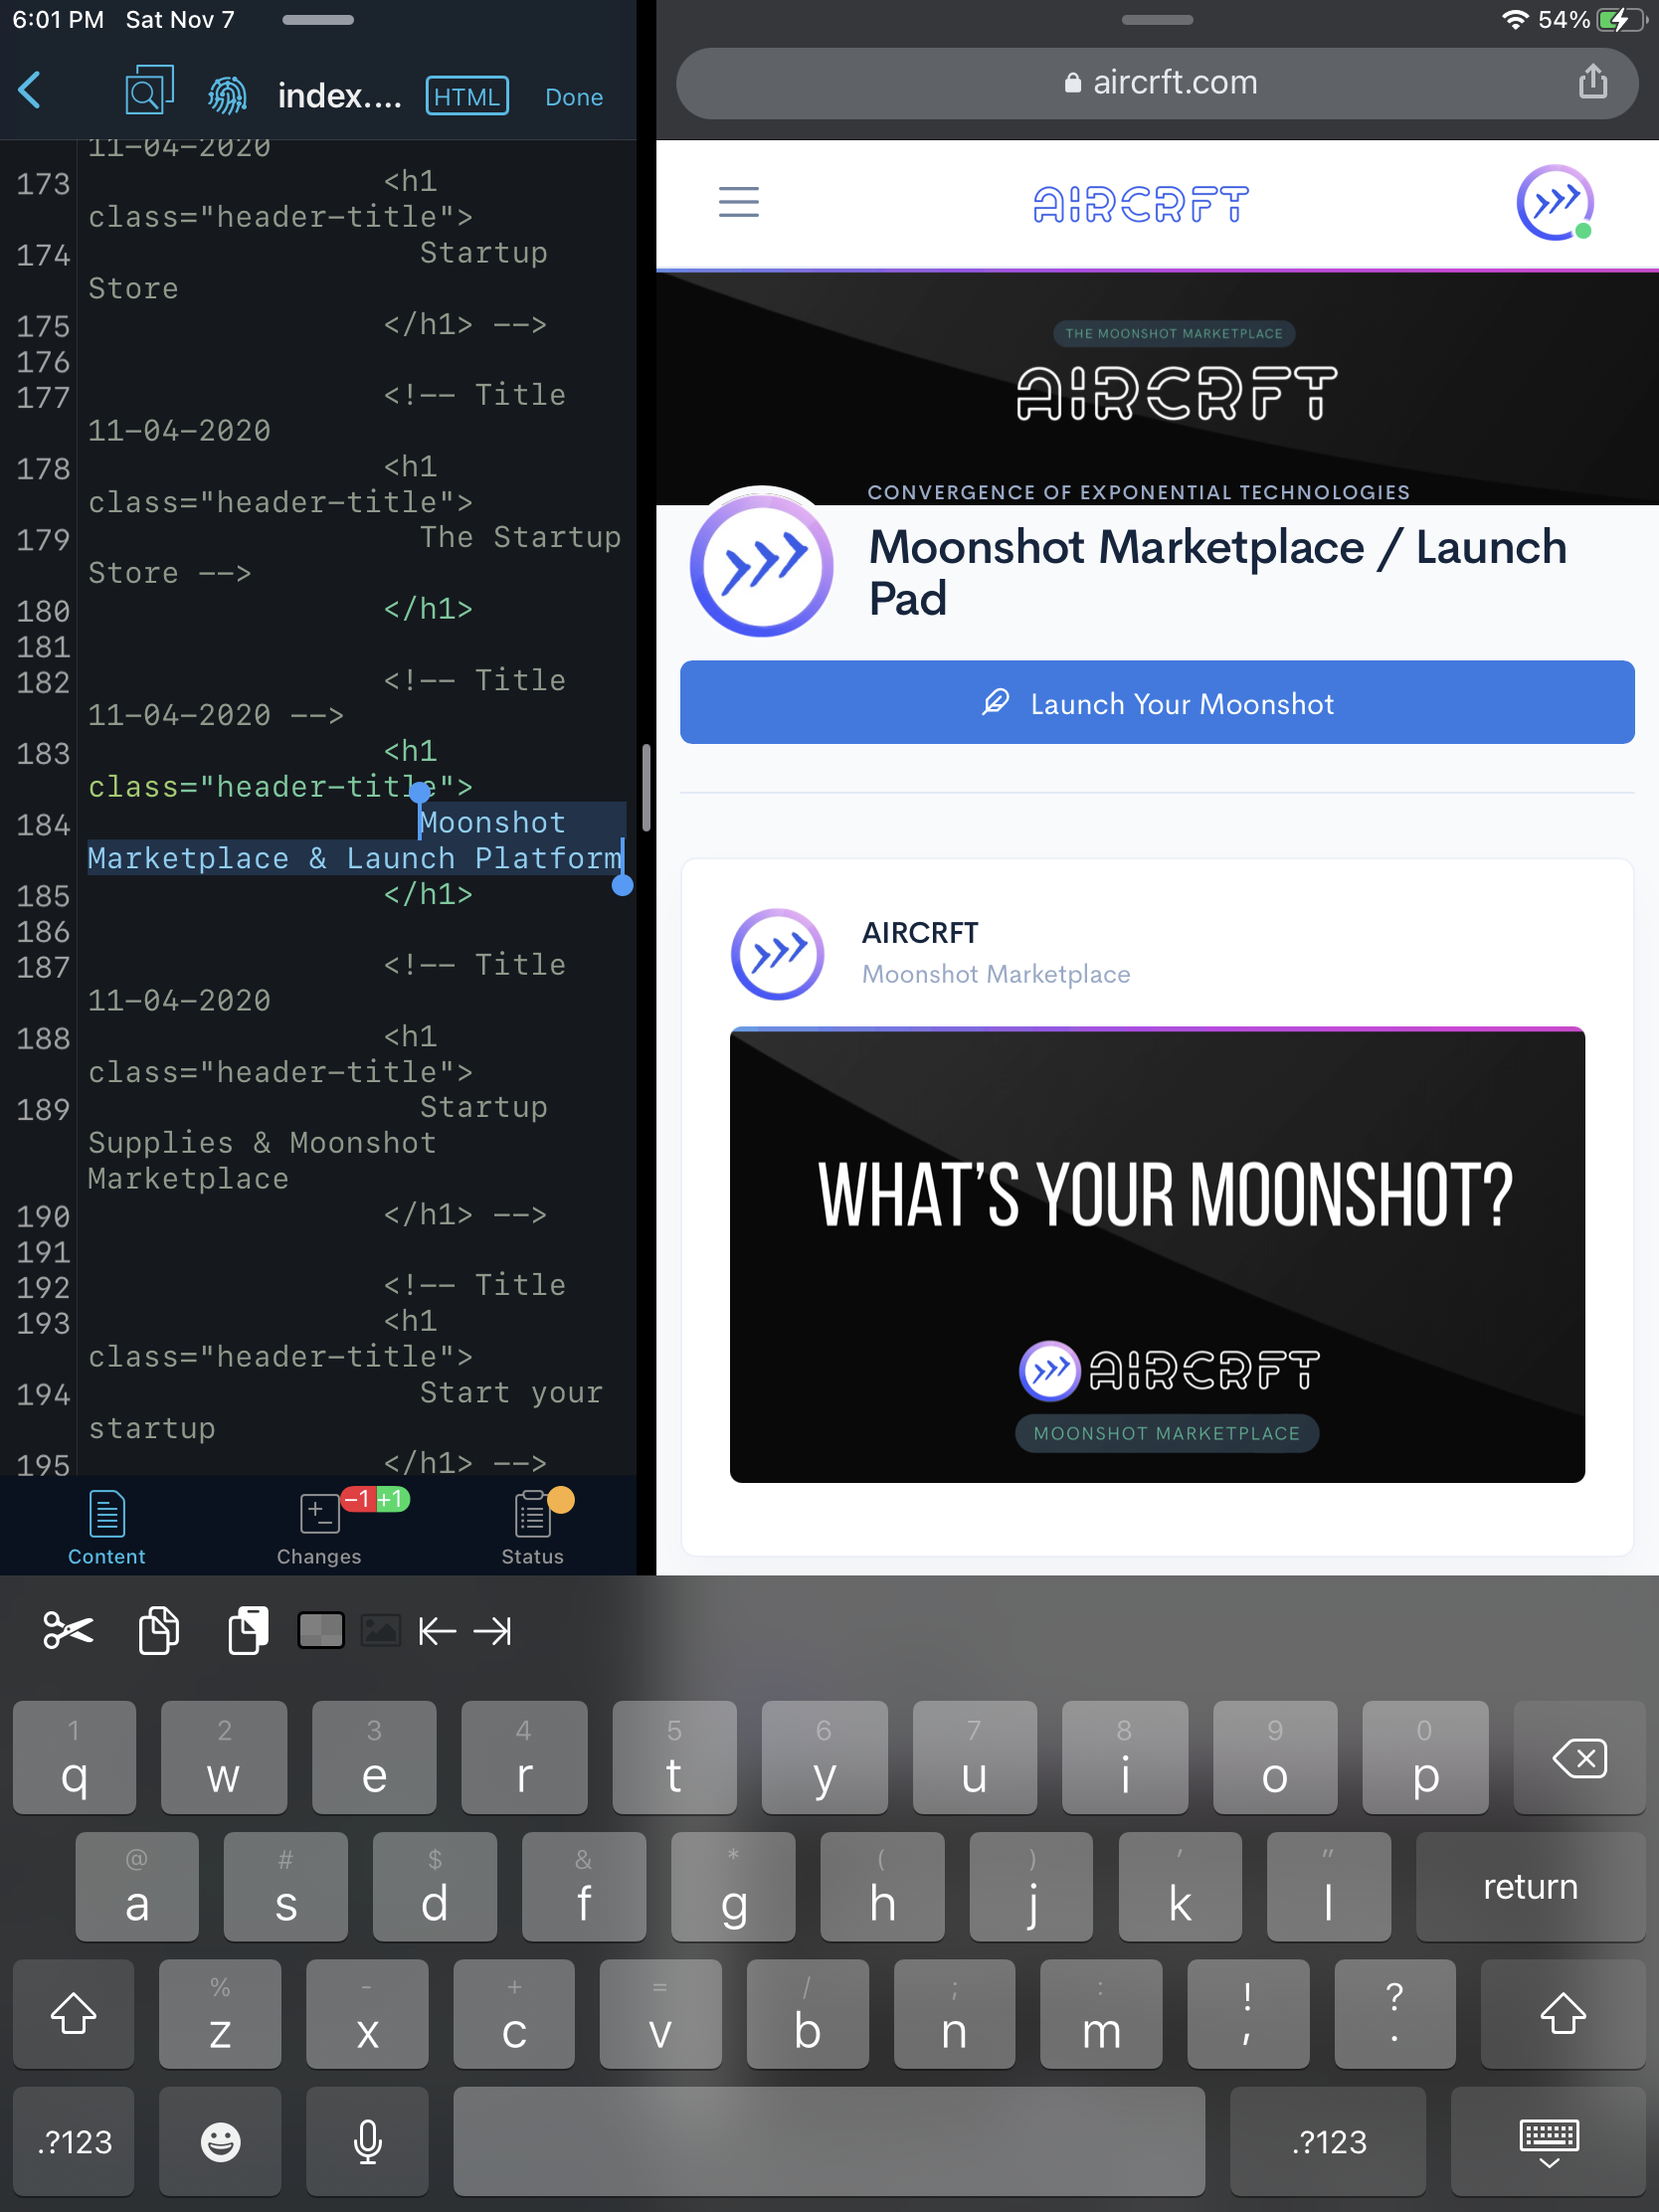 6:01 PM Sat Nov 7
54%
index....
HTML
Done
11-04-2020
173 <h1
class="header-title">
174 Startup
Store
175 </h1> -->
176
177 <!-- Title
11-04-2020
178 <h1
class="header-title">
179 The Startup
Store -->
180 </h1>
181
182 <!-- Title
11-04-2020 -->
183 <h1
class="header-title">
184 Moonshot
Marketplace & Launch Platform
185 </h1>
186
187 <!-- Title
11-04-2020
188 <h1
class="header-title">
189 Startup
Supplies & Moonshot
Marketplace
190 </h1> -->
191
192 <!-- Title
193 <h1
class="header-title">
194 Start your
startup
195 </h1> -->
Content
-1 +1
Changes
Status
aircrft.com
AIRCRFT
THE MOONSHOT MARKETPLACE
AIRCRFT
CONVERGENCE OF EXPONENTIAL TECHNOLOGIES
Moonshot Marketplace / Launch
Pad
Launch Your Moonshot
AIRCRFT
Moonshot Marketplace
WHAT'S YOUR MOONSHOT?
AIRCRFT
MOONSHOT MARKETPLACE
1 2 3 4 5 6 7 8 9 0
q w e r t y u i o p
@ # $ & * ( ) ' "
a s d f g h j k l return
% - + = / ; : ! ?
z x c v b n m , .
.?123 .?123